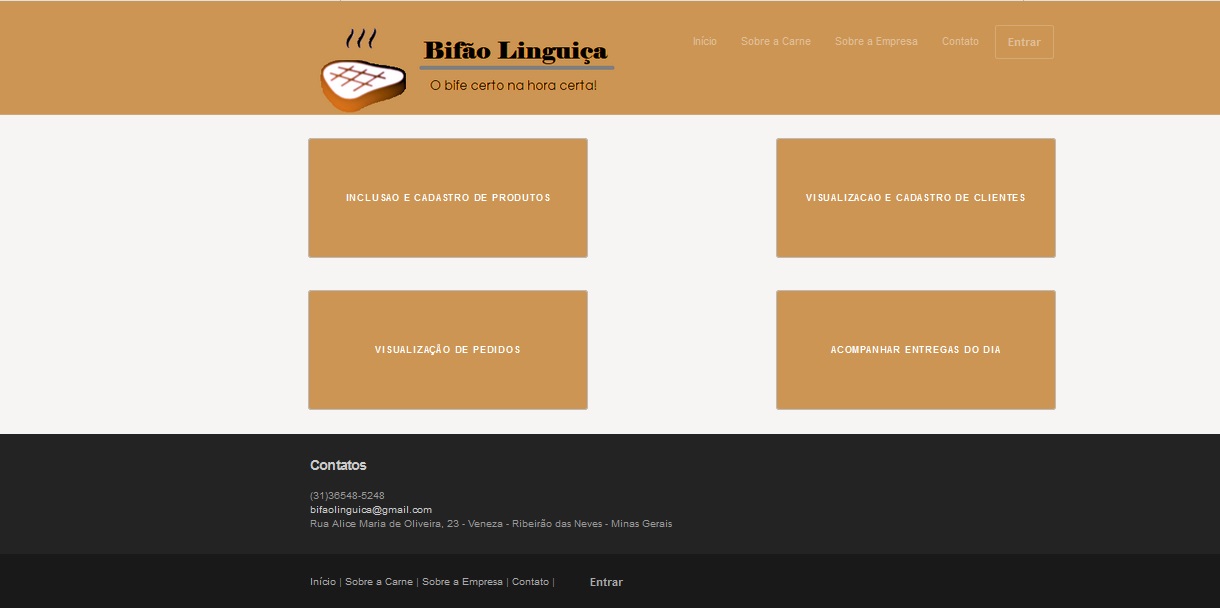 Bifão Linguiça
O bife certo na hora certa!
Início Sobre a Carne Sobre a Empresa Contato Entrar
INCLUSAO E CADASTRO DE PRODUTOS
VISUALIZACAO E CADASTRO DE CLIENTES
VISUALIZAÇÃO DE PEDIDOS
ACOMPANHAR ENTREGAS DO DIA
Contatos
(31)36548-5248
bifaolinguica@gmail.com
Rua Alice Maria de Oliveira, 23 - Veneza - Ribeirão das Neves - Minas Gerais
Início | Sobre a Carne | Sobre a Empresa | Contato | Entrar